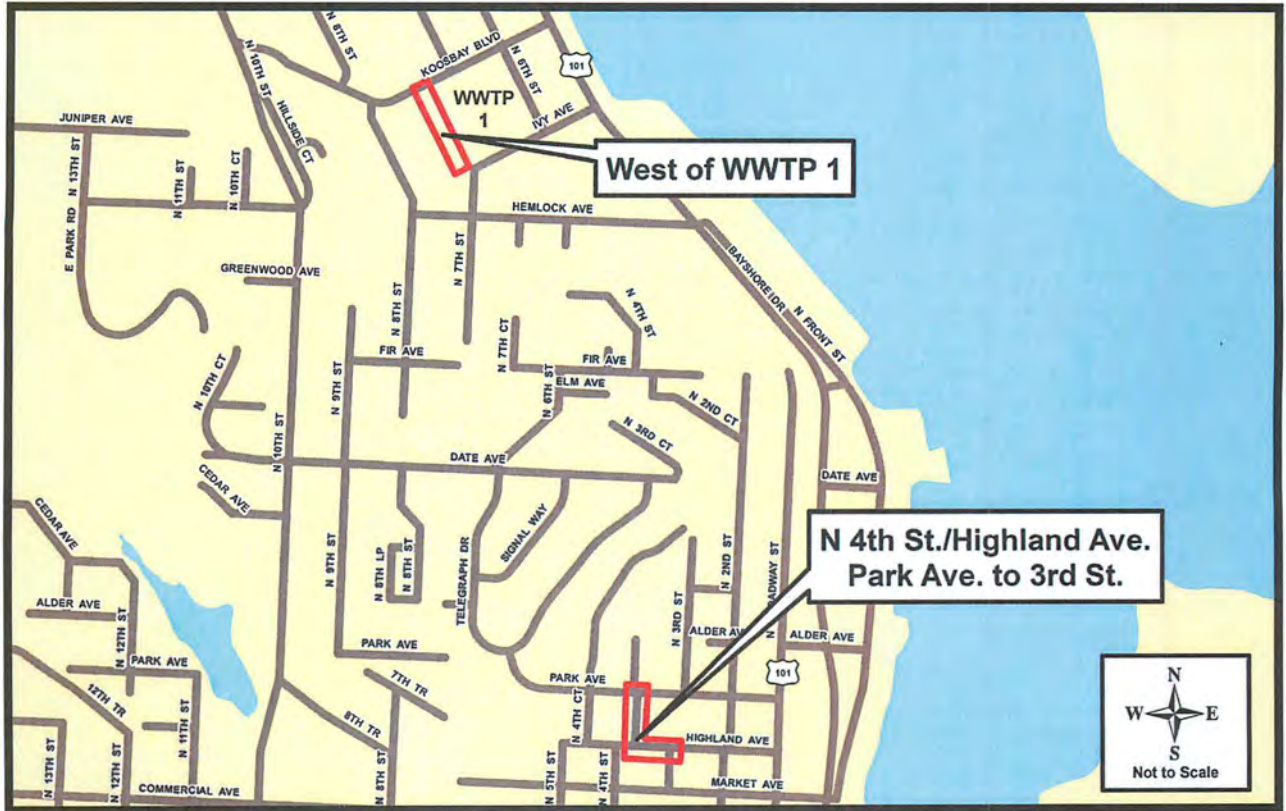 N 10TH ST
N 8TH ST
KOOSBAY BLVD
N 6TH ST
101
WWTP
1
IVY AVE
HILLSIDE CT
JUNIPER AVE
N 13TH ST
E PARK RD
N 11TH ST
N 10TH CT
West of WWTP 1
HEMLOCK AVE
N 7TH ST
N 8TH ST
GREENWOOD AVE
BAYSHORE DR
N FRONT ST
N 4TH ST
N 7TH CT
FIR AVE
FIR AVE
ELM AVE
N 6TH ST
N 10TH CT
N 9TH ST
N 10TH ST
N 2ND CT
N 3RD CT
DATE AVE
DATE AVE
CEDAR AVE
CEDAR AVE
SIGNAL WAY
TELEGRAPH DR
N 8TH LP
N 8TH ST
N 9TH ST
N 2ND ST
N 4th St./Highland Ave.
Park Ave. to 3rd St.
N 3RD ST
ALDER AVE
N 12TH ST
ALDER AV
ALDER AVE
PARK AVE
PARK AVE
101
PARK AVE
12TH TR
N 11TH ST
7TH TR
8TH TR
N 4TH CT
HIGHLAND AVE
N 13TH ST
N 12TH ST
COMMERCIAL AVE
N 8TH ST
N 5TH ST
N 4TH ST
MARKET AVE
N
W
E
S
Not to Scale